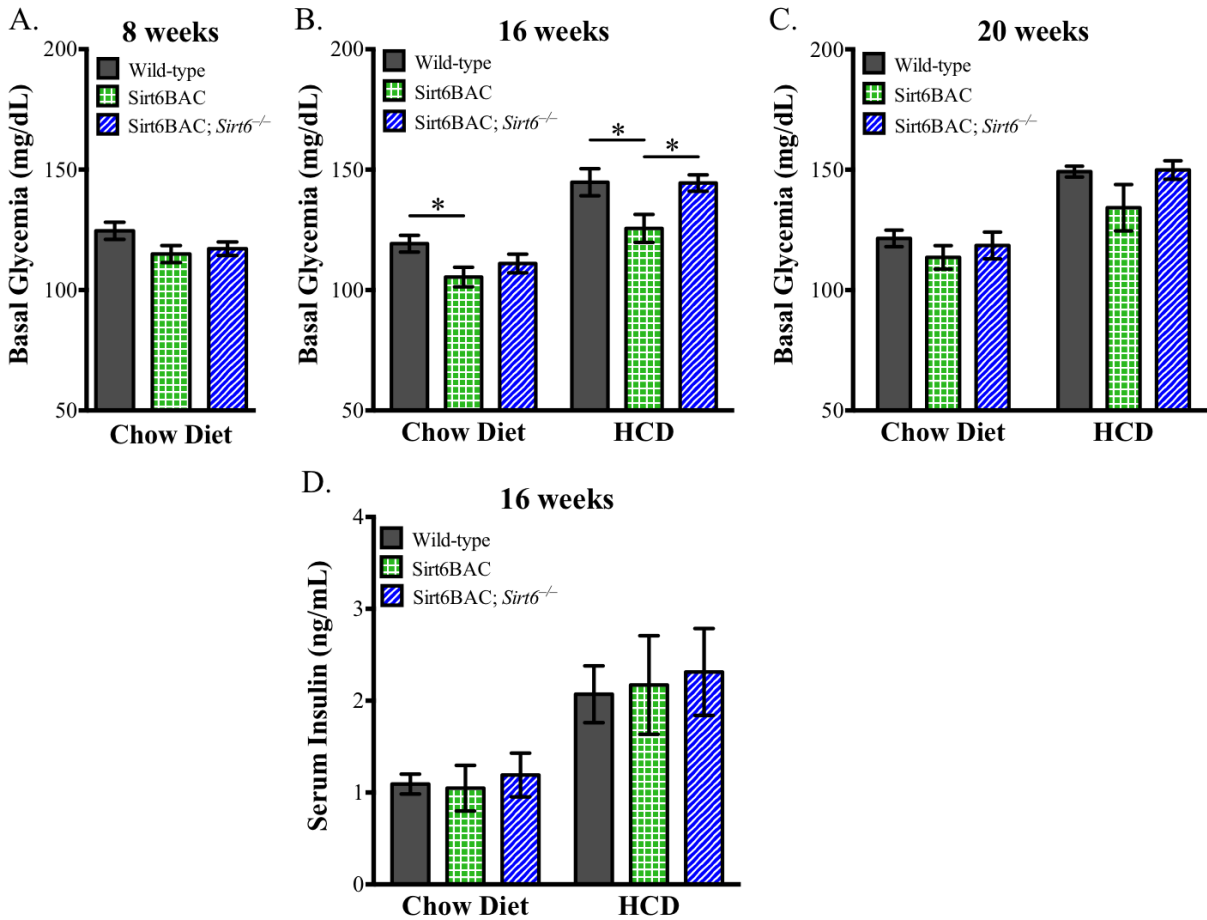 A.
8 weeks
Basal Glycemia (mg/dL)
200
150
100
50
Wild-type
Sirt6BAC
Sirt6BAC; Sirt6−/−
Chow Diet
B.
16 weeks
Basal Glycemia (mg/dL)
200
150
100
50
Wild-type
Sirt6BAC
Sirt6BAC; Sirt6−/−
*
*
*
Chow Diet HCD
C.
20 weeks
Basal Glycemia (mg/dL)
200
150
100
50
Wild-type
Sirt6BAC
Sirt6BAC; Sirt6−/−
Chow Diet HCD
D.
16 weeks
Serum Insulin (ng/mL)
4
3
2
1
0
Wild-type
Sirt6BAC
Sirt6BAC; Sirt6−/−
Chow Diet HCD